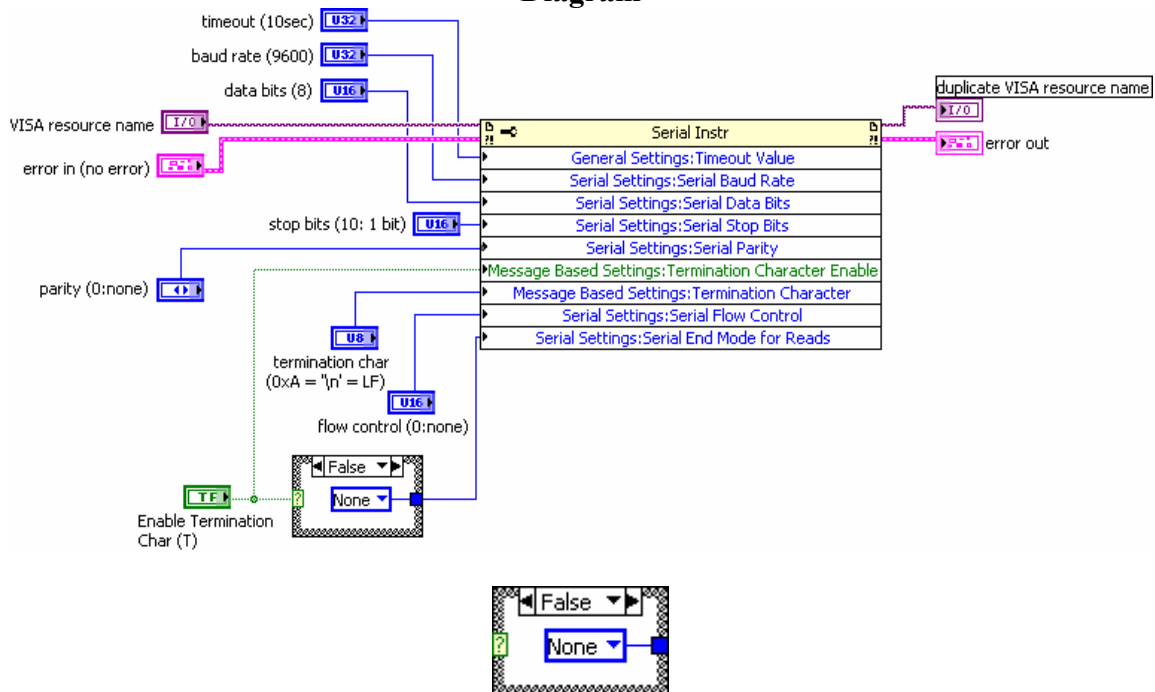 Diagram
timeout (10sec)
U32
baud rate (9600)
U32
data bits (8)
U16
VISA resource name
I/O
error in (no error)
duplicate VISA resource name
I/O
error out
Serial Instr
General Settings:Timeout Value
Serial Settings:Serial Baud Rate
Serial Settings:Serial Data Bits
Serial Settings:Serial Stop Bits
Serial Settings:Serial Parity
Message Based Settings:Termination Character Enable
Message Based Settings:Termination Character
Serial Settings:Serial Flow Control
Serial Settings:Serial End Mode for Reads
stop bits (10: 1 bit)
U16
parity (0:none)
U8
termination char
(0xA = '\n' = LF)
U16
flow control (0:none)
TF
Enable Termination
Char (T)
False
?
None
False
?
None